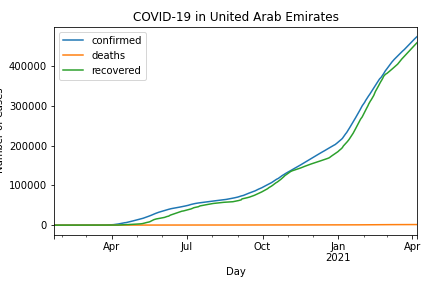 COVID-19 in United Arab Emirates
confirmed
deaths
recovered
400000
300000
200000
100000
0
Apr
Jul
Oct
Jan
2021
Apr
Day